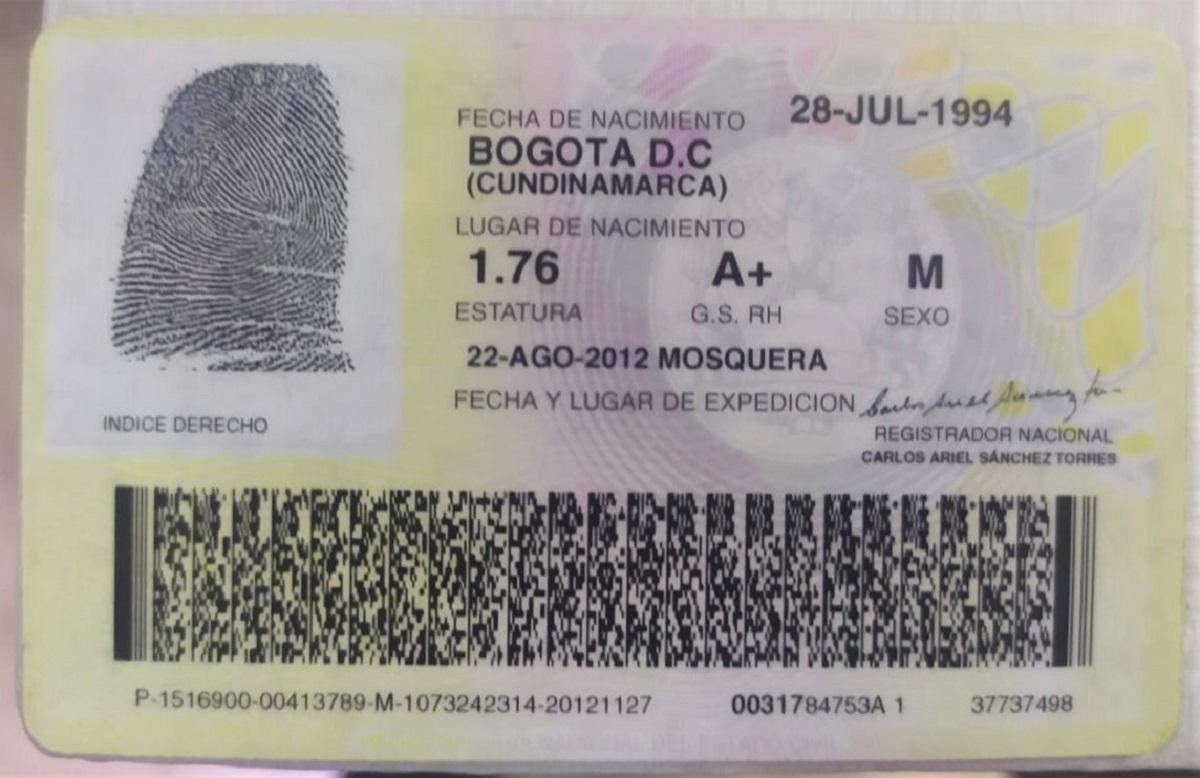 FECHA DE NACIMIENTO 28-JUL-1994
BOGOTA D.C
(CUNDINAMARCA)
LUGAR DE NACIMIENTO
1.76 A+ M
ESTATURA G.S. RH SEXO
22-AGO-2012 MOSQUERA
FECHA Y LUGAR DE EXPEDICION
REGISTRADOR NACIONAL
CARLOS ARIEL SÁNCHEZ TORRES
INDICE DERECHO
P-1516900-00413789-M-1073242314-20121127 0031784753A 1 37737498